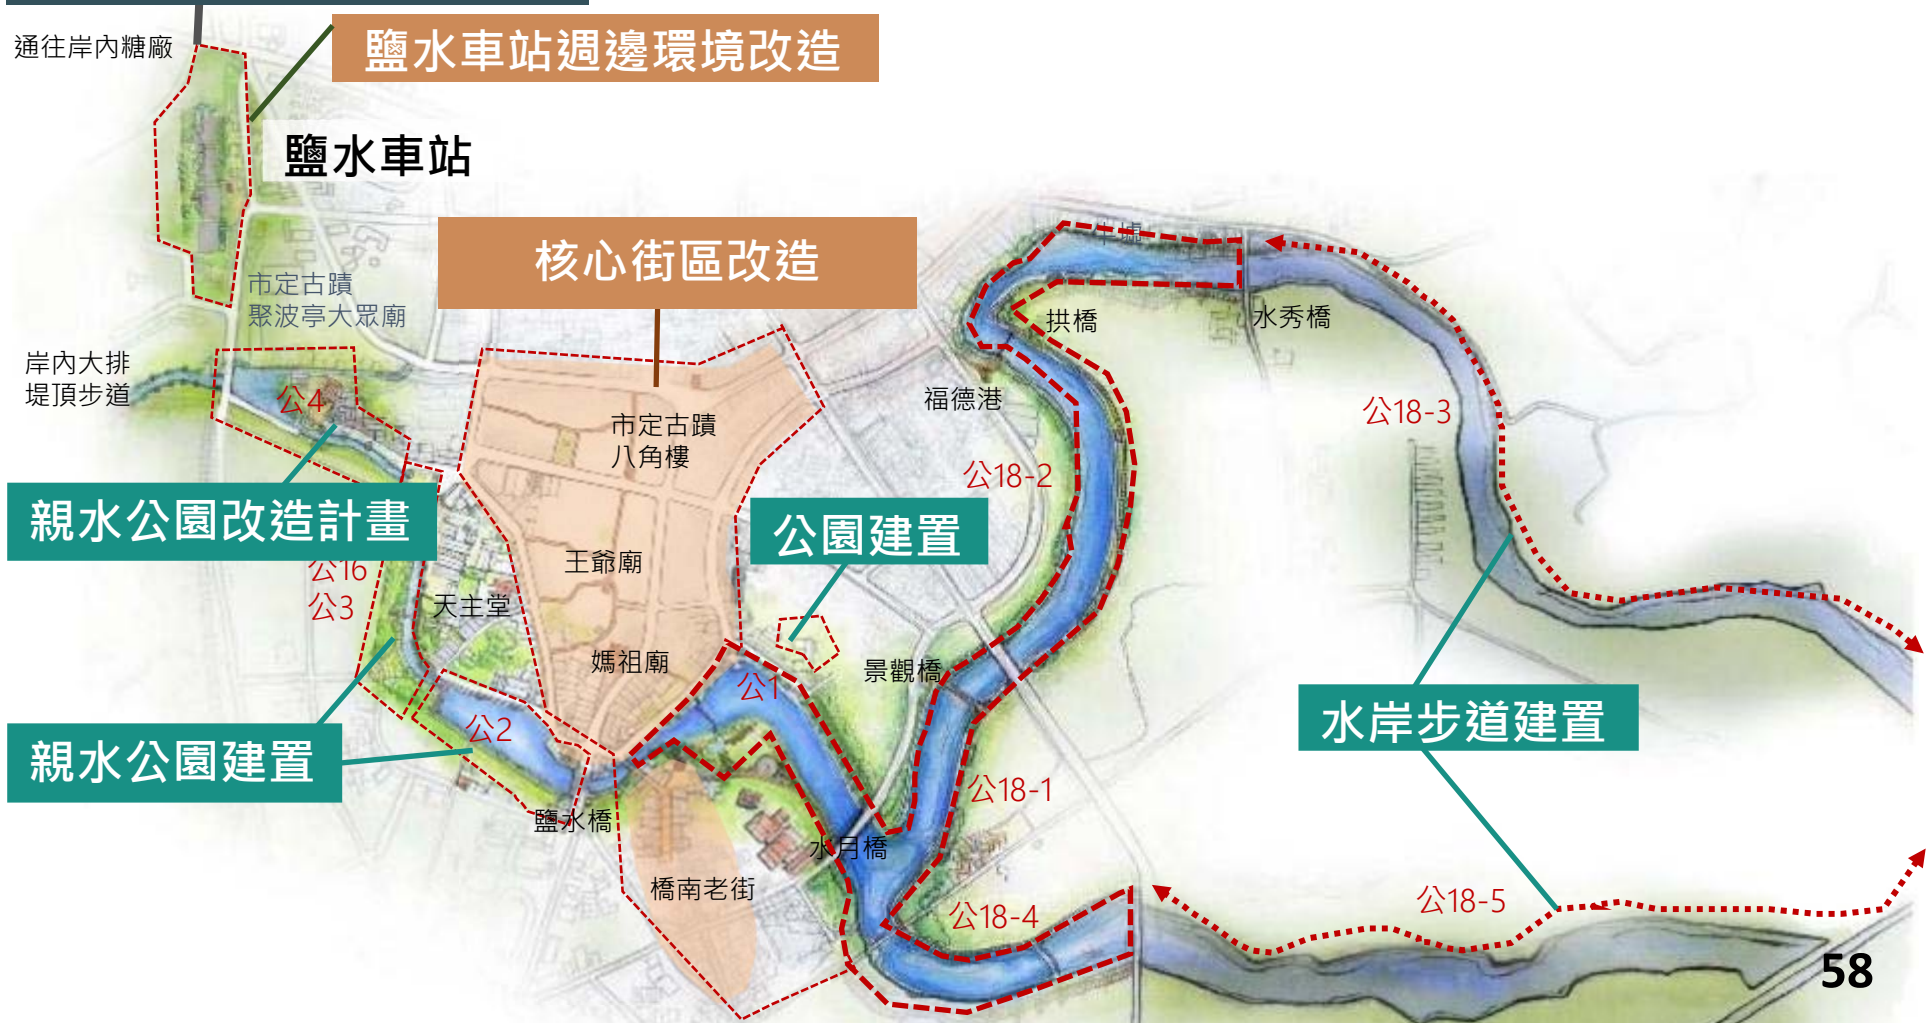 通往岸內糖廠
鹽水車站週邊環境改造
鹽水車站
核心街區改造
牛墟
市定古蹟
聚波亭大眾廟
拱橋
水秀橋
岸內大排
堤頂步道
公4
福德港
公18-3
市定古蹟
八角樓
公18-2
親水公園改造計畫
公園建置
王爺廟
公16
公3
天主堂
媽祖廟
景觀橋
公1
公2
水岸步道建置
親水公園建置
公18-1
鹽水橋
水月橋
橋南老街
公18-4
公18-5
58